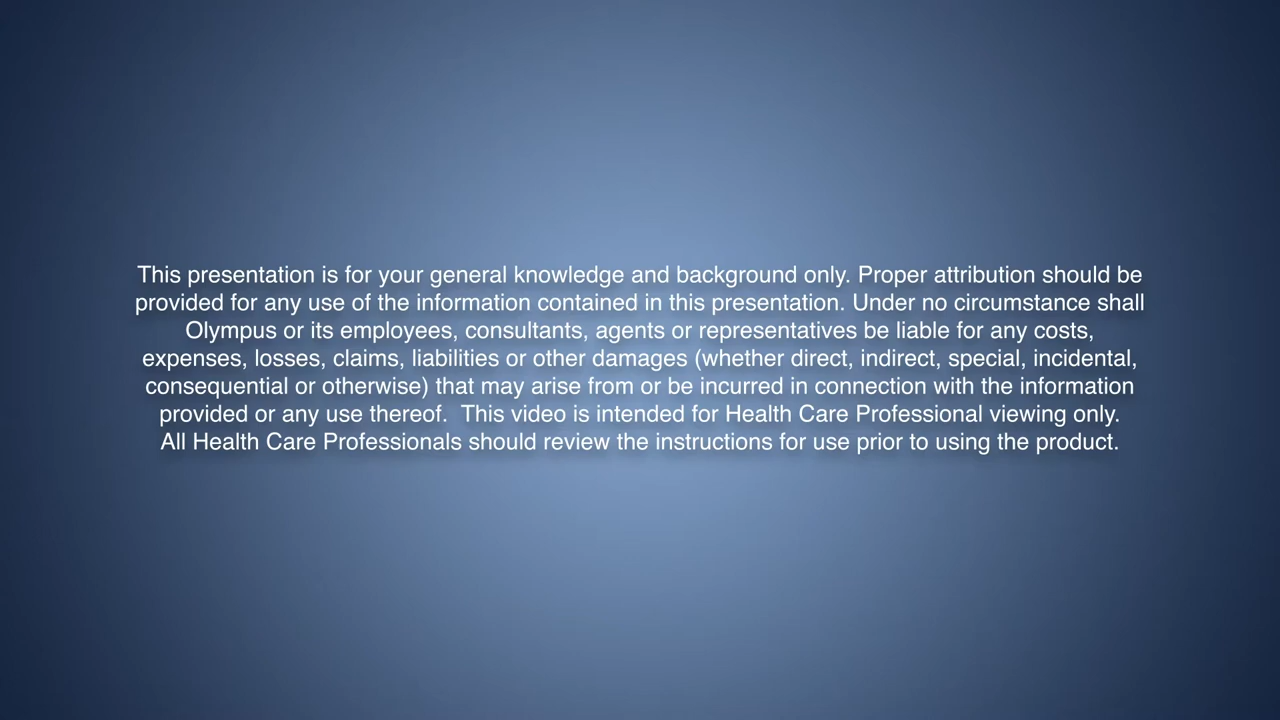 This presentation is for your general knowledge and background only. Proper attribution should be
provided for any use of the information contained in this presentation. Under no circumstance shall
Olympus or its employees, consultants, agents or representatives be liable for any costs,
expenses, losses, claims, liabilities or other damages (whether direct, indirect, special, incidental,
consequential or otherwise) that may arise from or be incurred in connection with the information
provided or any use thereof.  This video is intended for Health Care Professional viewing only.
All Health Care Professionals should review the instructions for use prior to using the product.